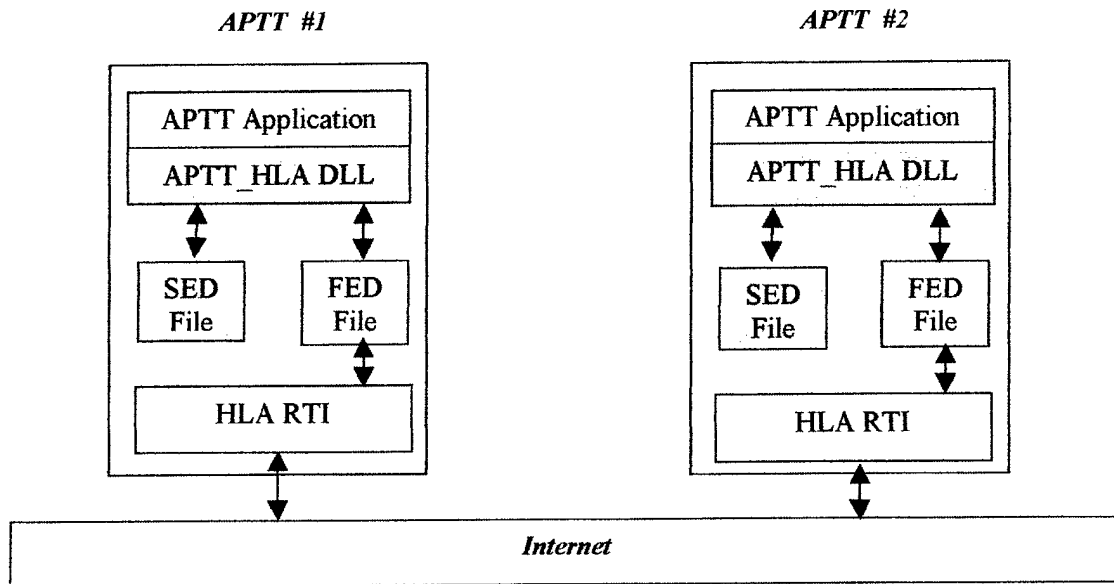 APTT #1
APTT #2
APTT Application
APTT_HLA DLL
SED
File
FED
File
HLA RTI
APTT Application
APTT_HLA DLL
SED
File
FED
File
HLA RTI
Internet